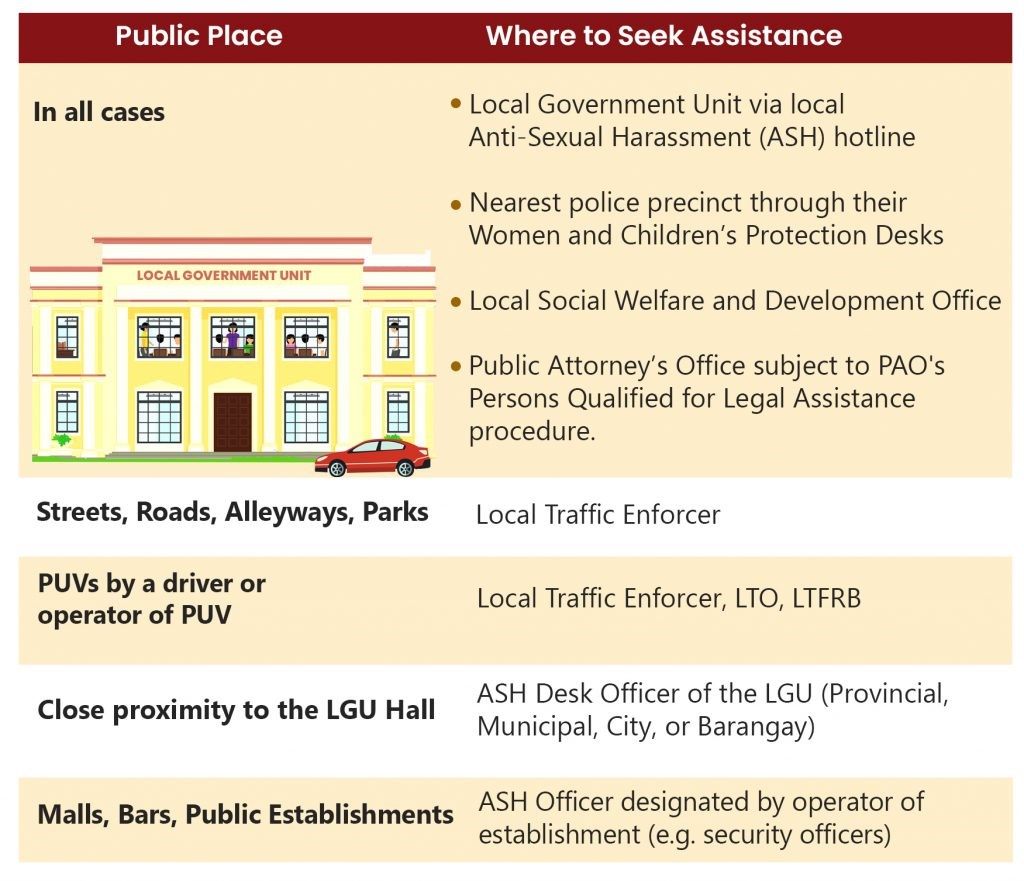 Public Place
Where to Seek Assistance
In all cases
• Local Government Unit via local
Anti-Sexual Harassment (ASH) hotline
• Nearest police precinct through their
Women and Children’s Protection Desks
• Local Social Welfare and Development Office
• Public Attorney’s Office subject to PAO's
Persons Qualified for Legal Assistance
procedure.
LOCAL GOVERNMENT UNIT
Streets, Roads, Alleyways, Parks
Local Traffic Enforcer
PUVs by a driver or
operator of PUV
Local Traffic Enforcer, LTO, LTFRB
Close proximity to the LGU Hall
ASH Desk Officer of the LGU (Provincial,
Municipal, City, or Barangay)
Malls, Bars, Public Establishments
ASH Officer designated by operator of
establishment (e.g. security officers)